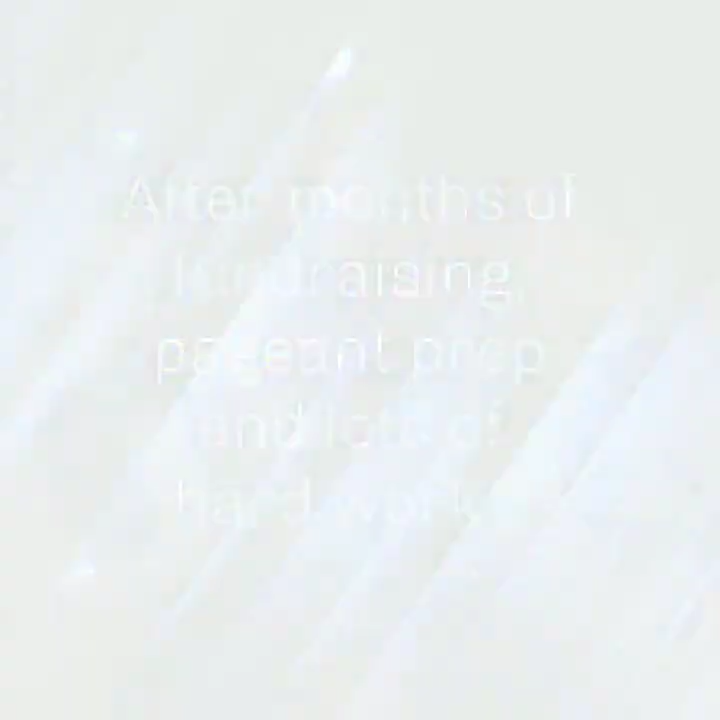 After months of
fundraising,
pageant prep
and lots of
hard work